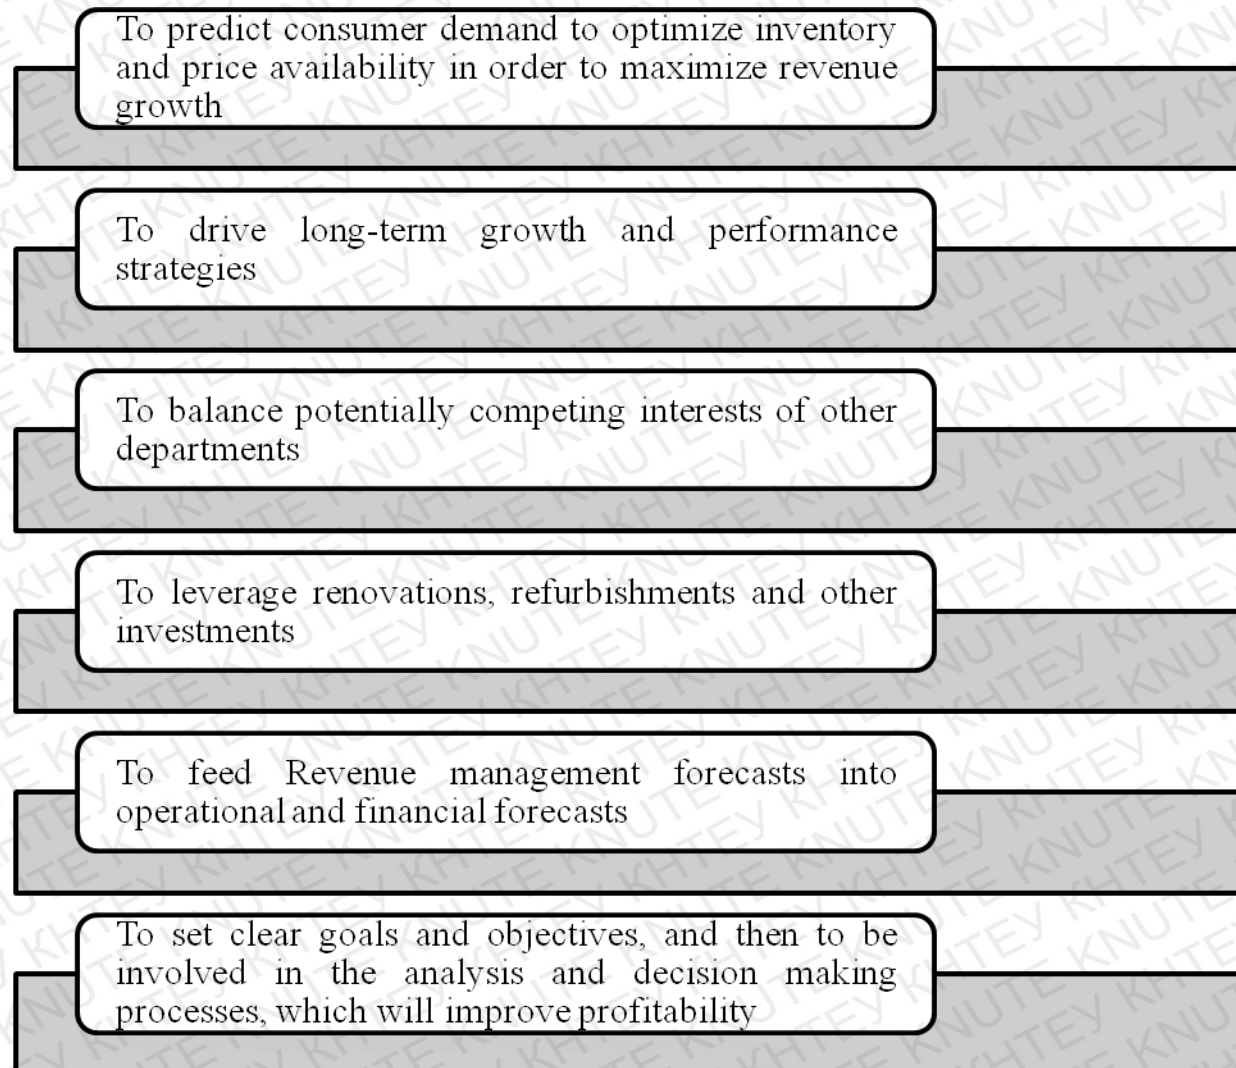 To predict consumer demand to optimize inventory
and price availability in order to maximize revenue
growth
To drive long-term growth and performance
strategies
To balance potentially competing interests of other
departments
To leverage renovations, refurbishments and other
investments
To feed Revenue management forecasts into
operational and financial forecasts
To set clear goals and objectives, and then to be
involved in the analysis and decision making
processes, which will improve profitability